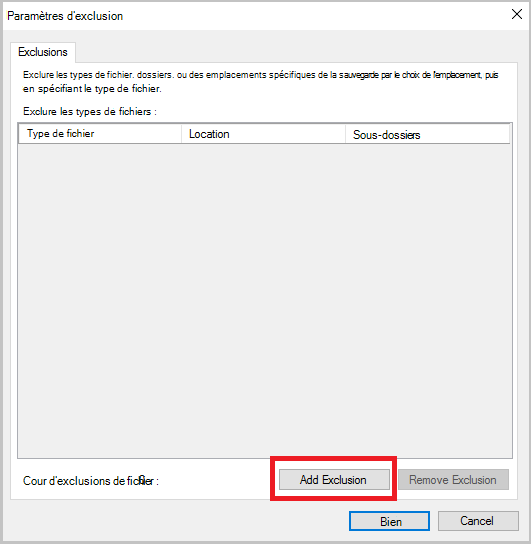 Paramètres d'exclusion
Exclusions
Exclure les types de fichier. dossiers. ou des emplacements spécifiques de la sauvegarde par le choix de l'emplacement, puis
en spécifiant le type de fichier.
Exclure les types de fichiers :
Type de fichier Location Sous-dossiers
Cour d'exclusions de fichier : Add Exclusion Remove Exclusion
Bien Cancel